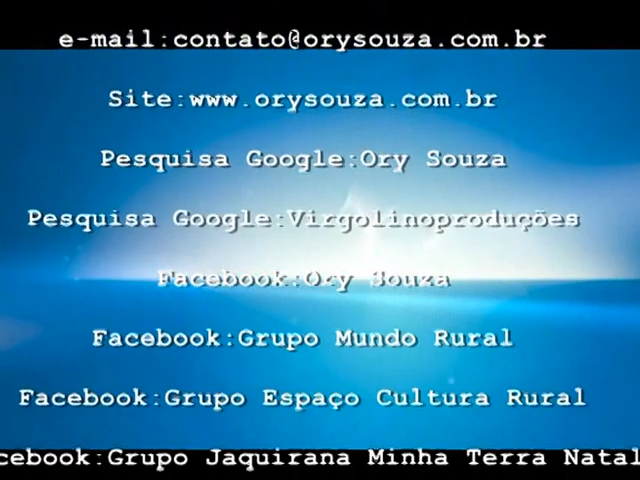 e-mail:contato@orysouza.com.br
Site:www.orysouza.com.br
Pesquisa Google:Ory Souza
Pesquisa Google:Virgolinoproduções
Facebook:Ory Souza
Facebook:Grupo Mundo Rural
Facebook:Grupo Espaço Cultura Rural
cebook:Grupo Jaquirana Minha Terra Natal